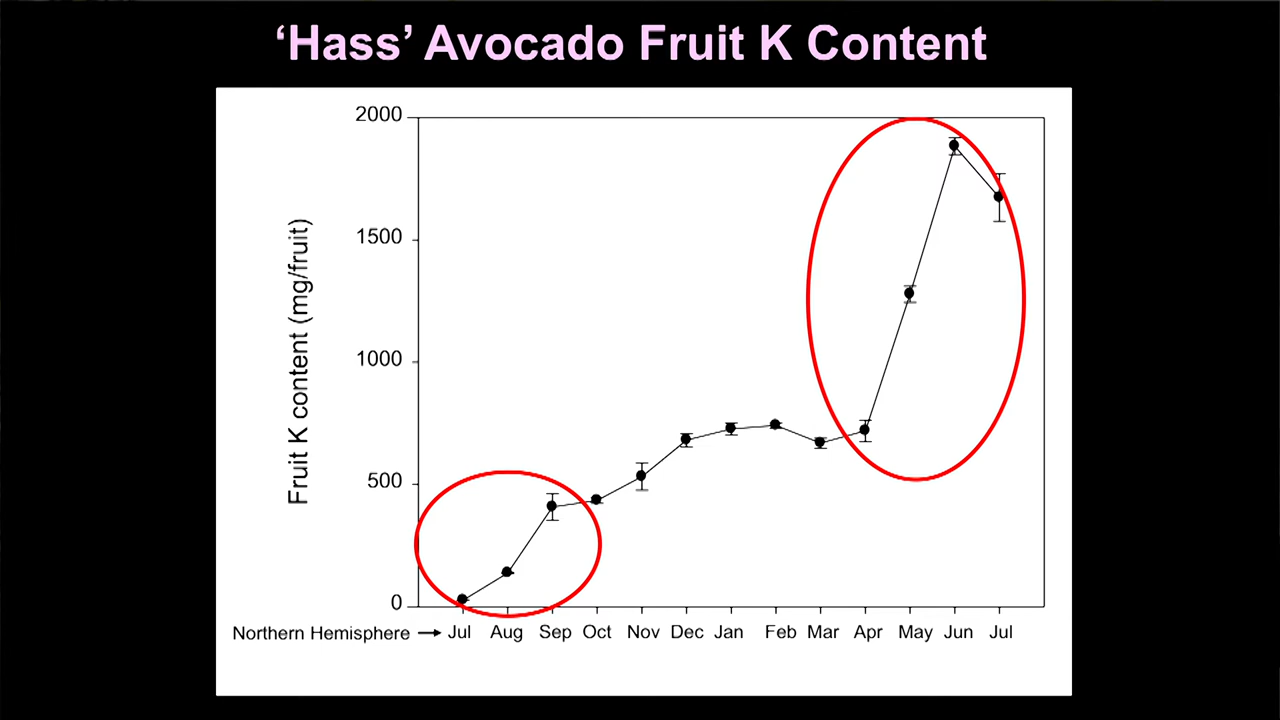 ‘Hass’ Avocado Fruit K Content
Fruit K content (mg/fruit)
2000
1500
1000
500
0
Northern Hemisphere → Jul Aug Sep Oct Nov Dec Jan Feb Mar Apr May Jun Jul